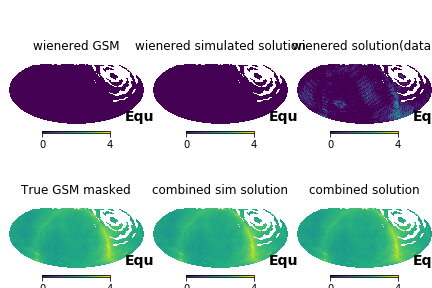 wienered GSM
wienered simulated solution
wienered solution(data
Equ
Equ
Eq
0 4
0 4
0 4
True GSM masked
combined sim solution
combined solution
Equ
Equ
Eq
0 4
0 4
0 4